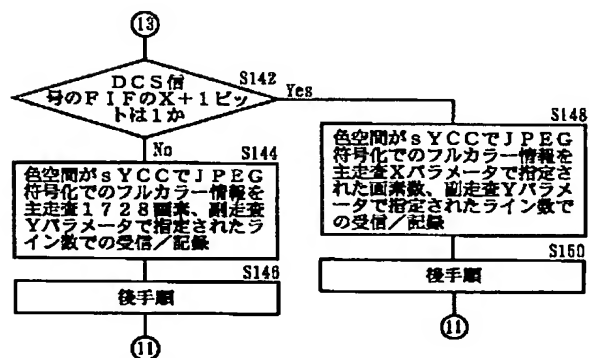 ⑬
DCS信
号のFIFのX+1ビッ
トは1か
S142
Yes
No
S144
色空間がsYCCでJPEG
符号化でのフルカラー情報を
主走査1728画素、副走査
Yパラメータで指定されたラ
イン数での受信/記録
S146
後手順
⑪
S148
色空間がsYCCでJPEG
符号化でのフルカラー情報を
主走査Xパラメータで指定さ
れた画素数、副走査Yパラメ
ータで指定されたライン数で
の受信/記録
S150
後手順
⑪